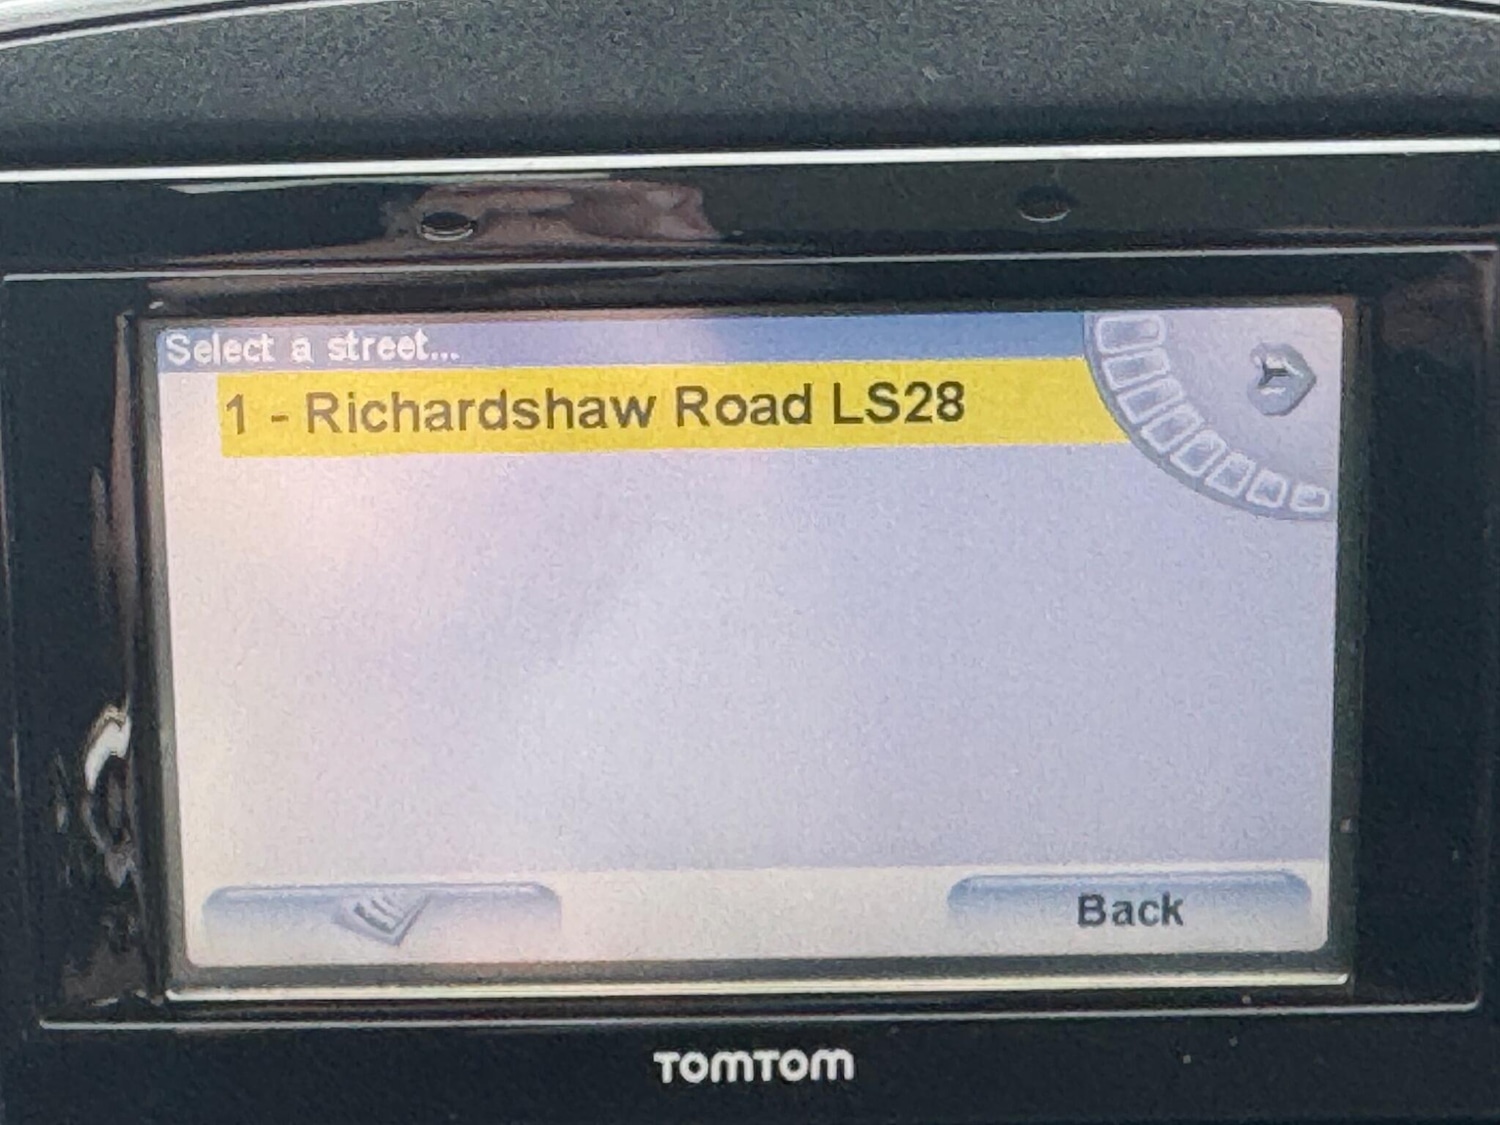 Select a street...
1 - Richardshaw Road LS28
Back
TOMTOM